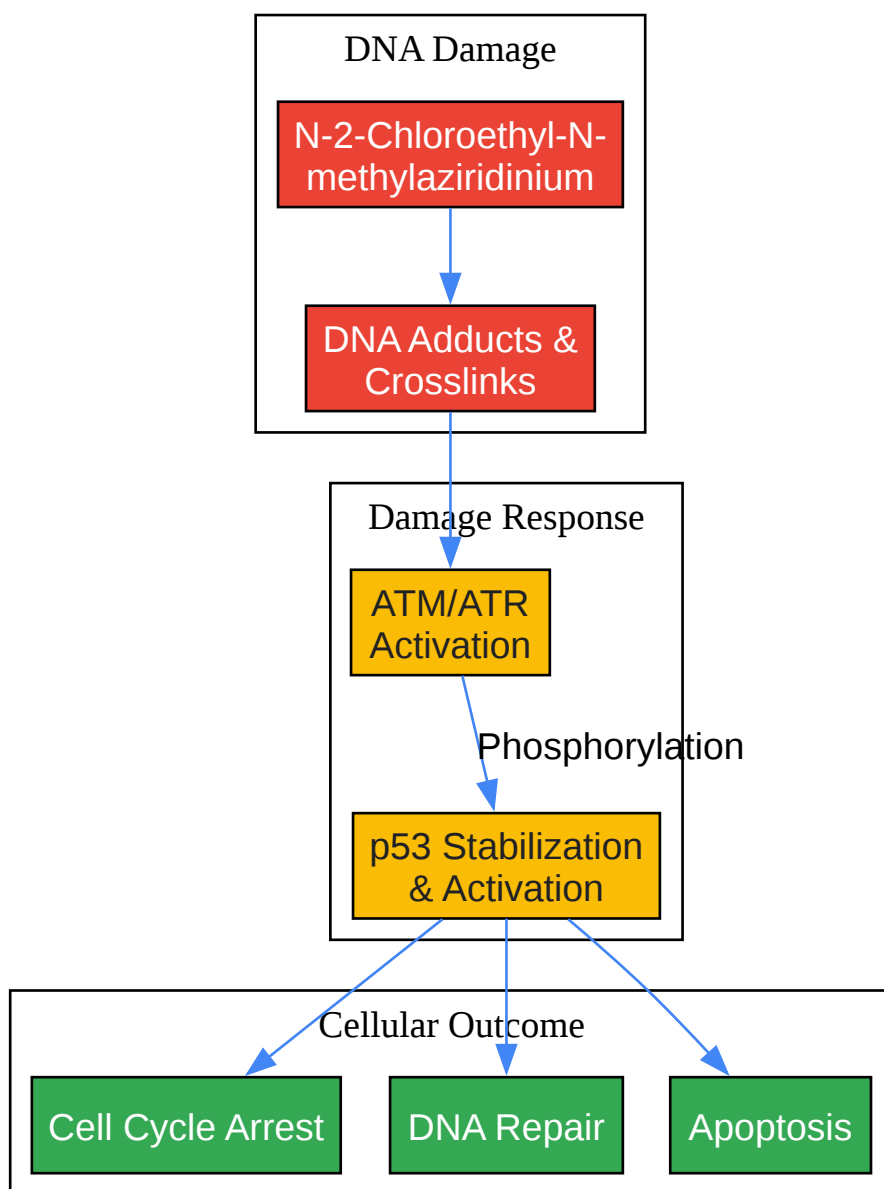 DNA Damage
N-2-Chloroethyl-N-
methylaziridinium
DNA Adducts &
Crosslinks
Damage Response
ATM/ATR
Activation
Phosphorylation
p53 Stabilization
& Activation
Cellular Outcome
Cell Cycle Arrest
DNA Repair
Apoptosis